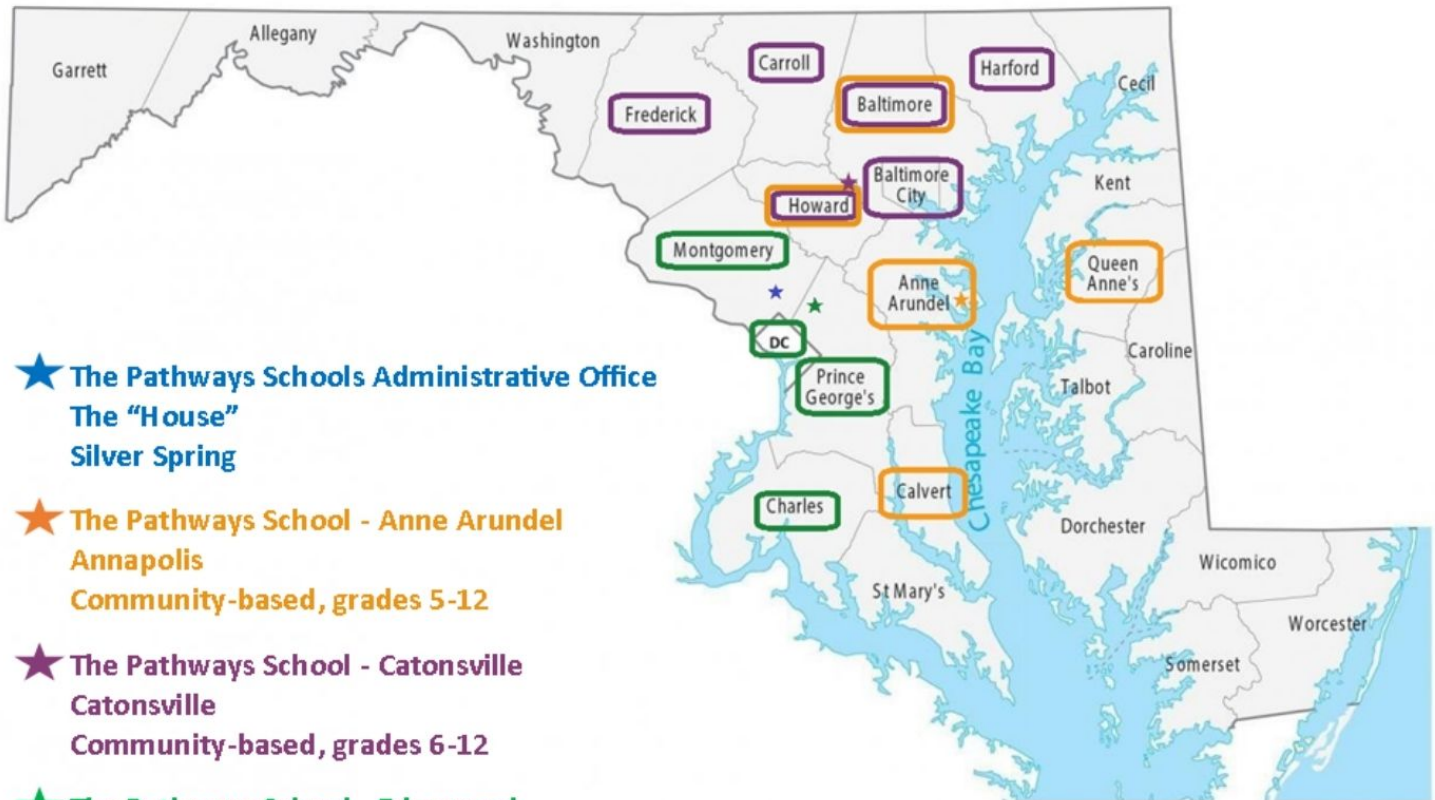 Garrett
Allegany
Washington
Frederick
Carroll
Baltimore
Harford
Cecil
Baltimore
City
Howard
Kent
Montgomery
Anne
Arundel
Queen
Anne's
DC
Prince
George's
Caroline
Talbot
Chesapeake Bay
Charles
Calvert
Dorchester
St Mary's
Wicomico
Worcester
Somerset
The Pathways Schools Administrative Office
The “House”
Silver Spring
The Pathways School - Anne Arundel
Annapolis
Community-based, grades 5-12
The Pathways School - Catonsville
Catonsville
Community-based, grades 6-12